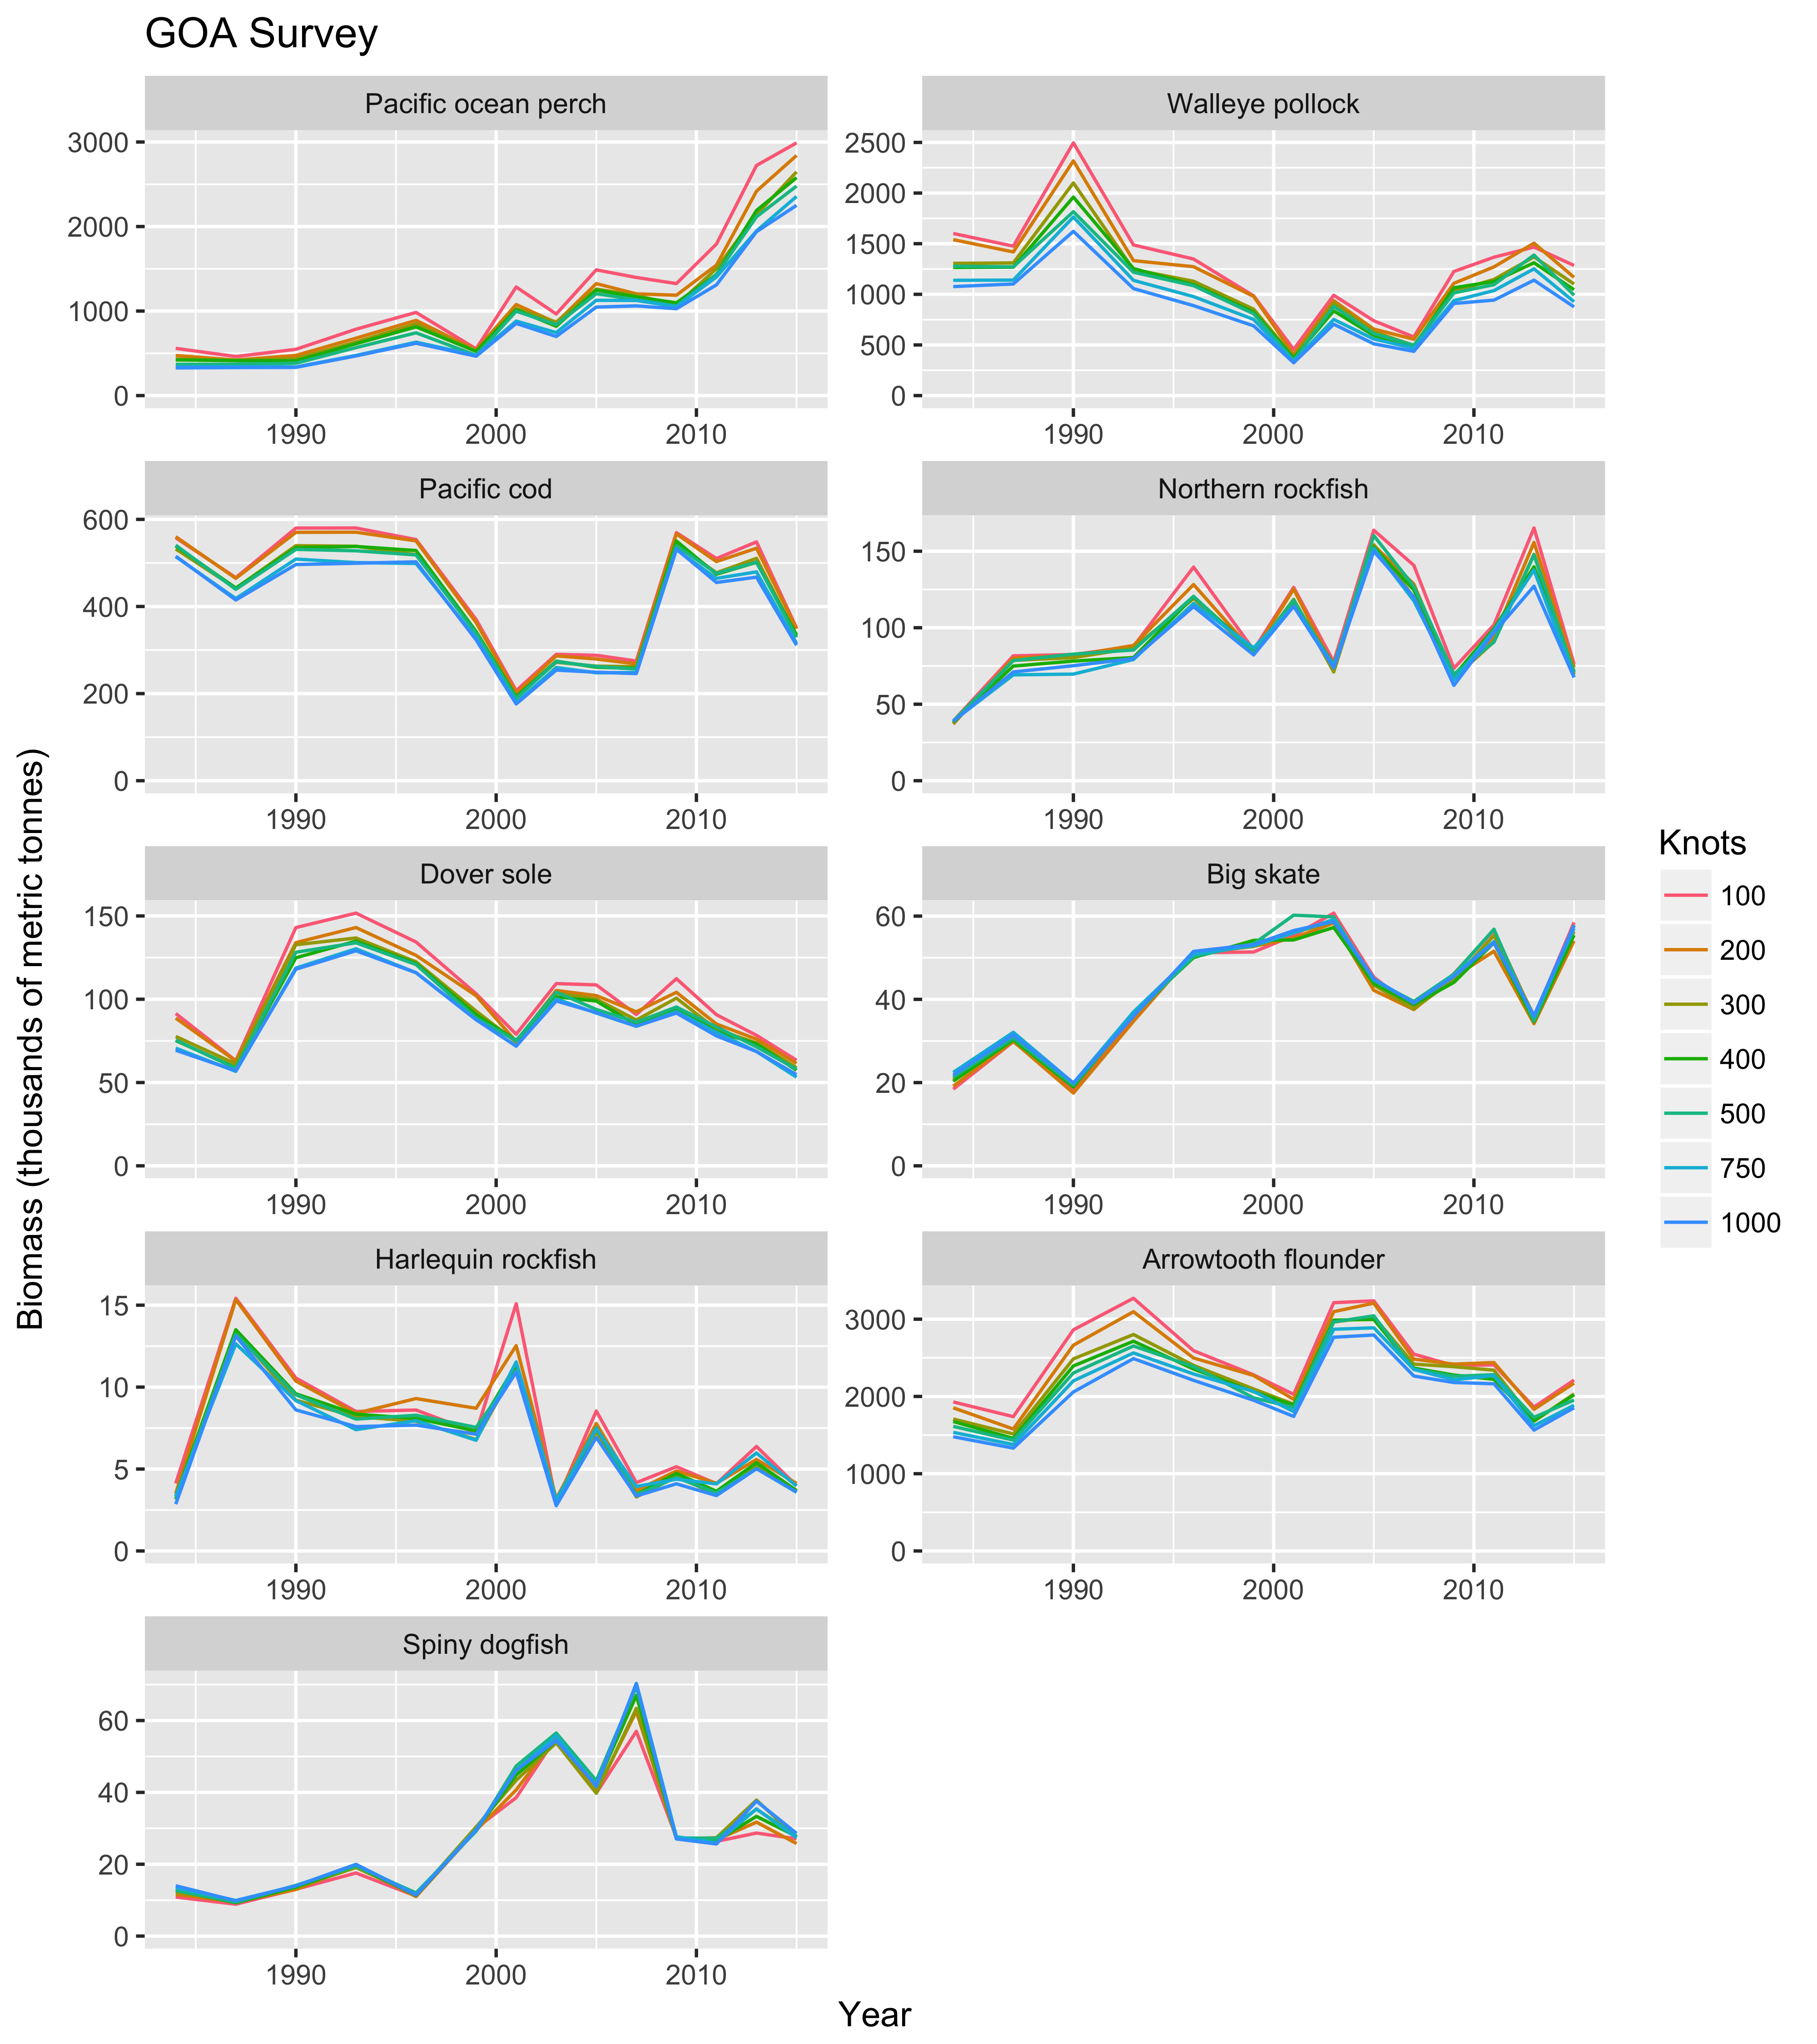 GOA Survey
Pacific ocean perch
Walleye pollock
3000
2000
1000
0
2500
2000
1500
1000
500
0
1990 2000 2010
1990 2000 2010
Pacific cod
Northern rockfish
600
400
200
0
150
100
50
0
1990 2000 2010
1990 2000 2010
Dover sole
Big skate
150
100
50
0
60
40
20
0
1990 2000 2010
1990 2000 2010
Harlequin rockfish
Arrowtooth flounder
15
10
5
0
3000
2000
1000
0
1990 2000 2010
1990 2000 2010
Spiny dogfish
60
40
20
0
1990 2000 2010
Year
Biomass (thousands of metric tonnes)
Knots
100
200
300
400
500
750
1000